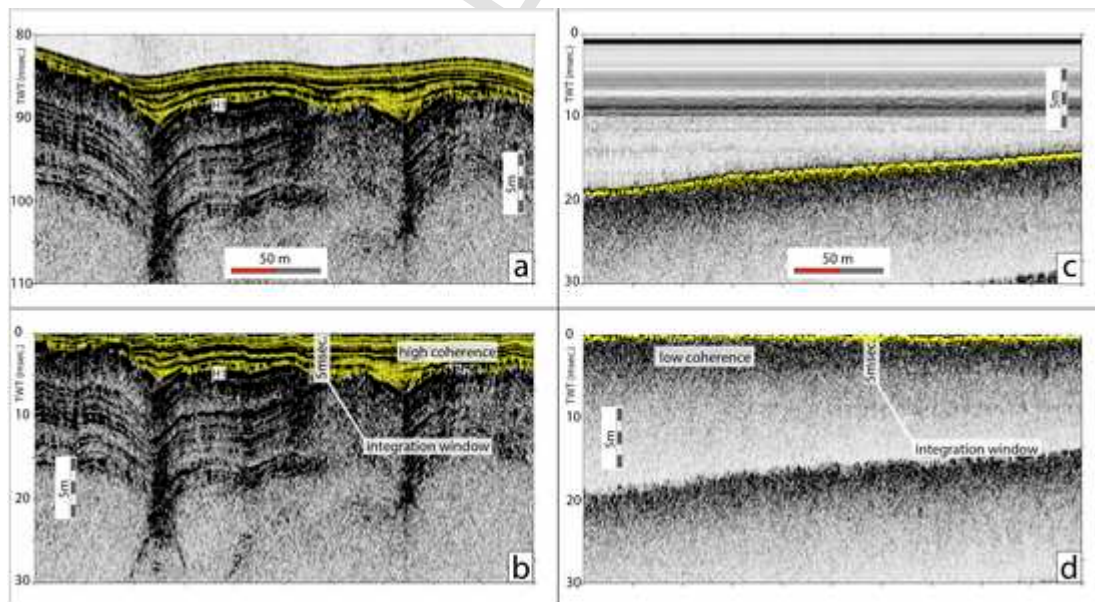 80
TWT (msec.)
90
100
110
H
5m
50 m
a
0
TWT (msec.)
10
20
30
5m
50 m
c
0
TWT (msec.)
10
20
30
H
5msec.
high coherence
integration window
5m
b
0
TWT (msec.)
10
20
30
low coherence
5msec.
Integration window
5m
d